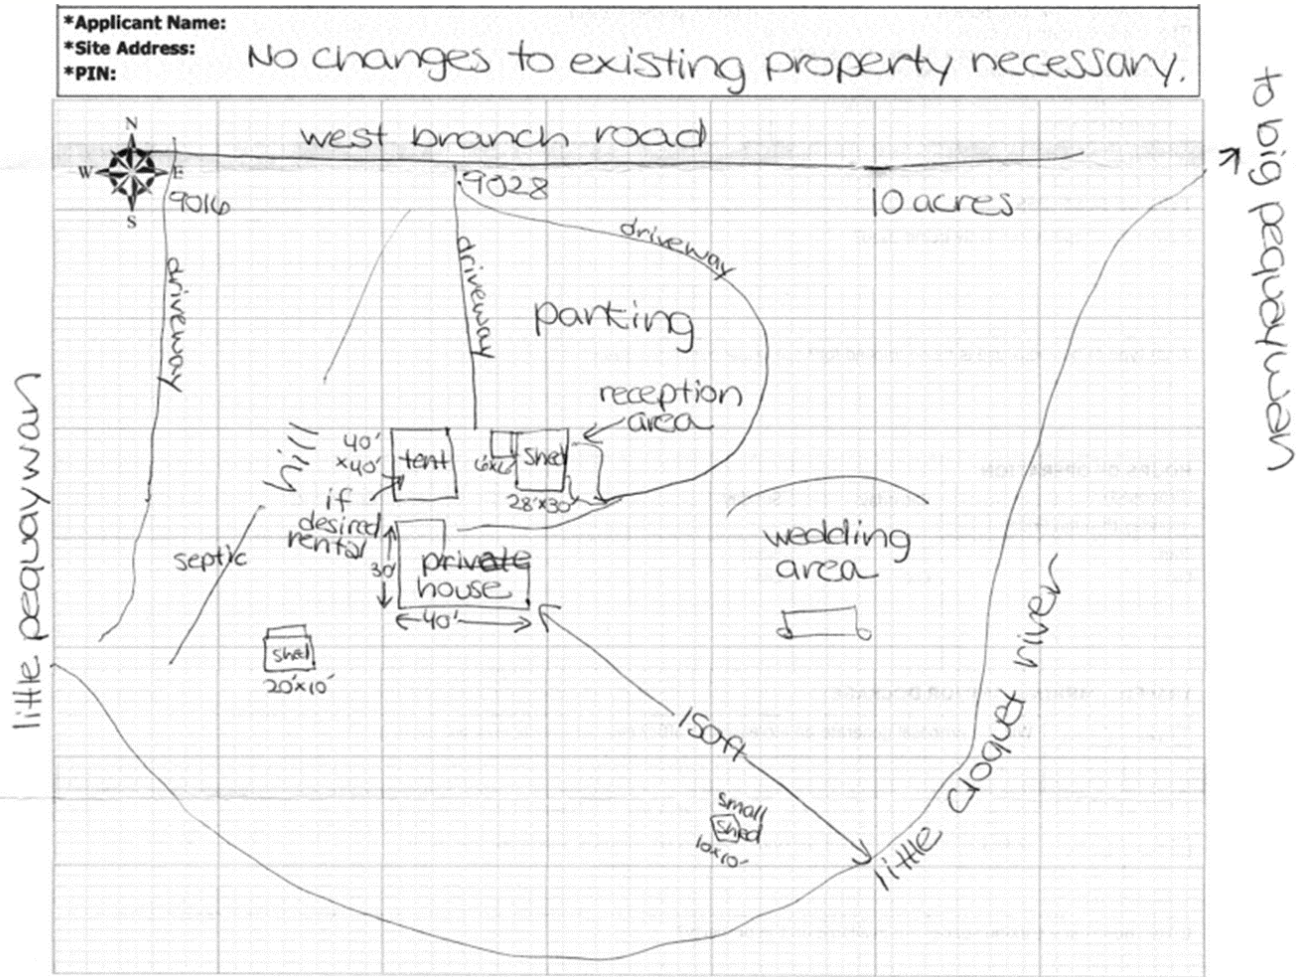 *Applicant Name:
*Site Address:
*PIN:
No changes to existing property necessary.
to big pequaywan
N
W
E
S
west branch road
9016
9028
10 acres
driveway
driveway
driveway
parking
reception
area
little pequaywan
hill
40'
x40'
tent
6x6
shed
28'x30'
if
desired
rental
septic
30'
private
house
40'
wedding
area
shed
20'x10'
150ft
small
shed
10x10'
little cloquet river